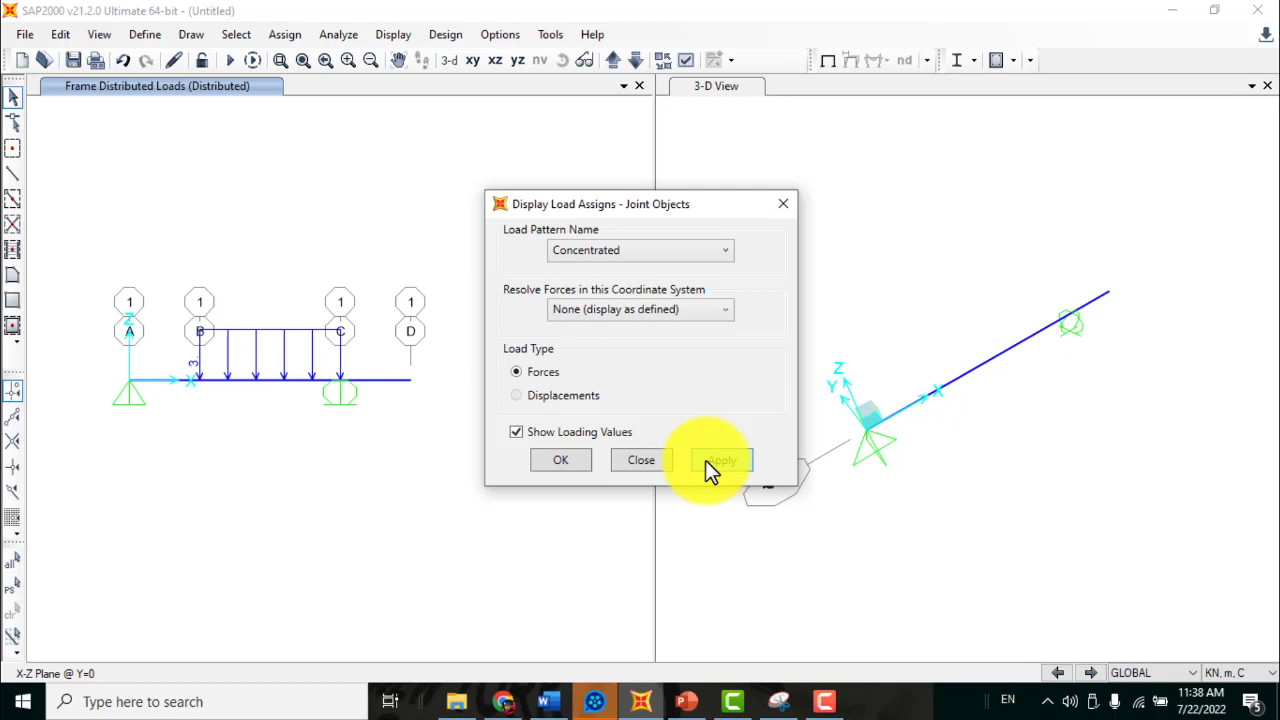 SAP2000 v21.2.0 Ultimate 64-bit - (Untitled)
File Edit View Define Draw Select Assign Analyze Display Design Options Tools Help
3-d xy xz yz nv nd
Frame Distributed Loads (Distributed)
3-D View
Display Load Assigns - Joint Objects
Load Pattern Name
Concentrated
Resolve Forces in this Coordinate System
None (display as defined)
Load Type
Forces
Displacements
Show Loading Values
OK Close Apply
1 1 1 1
Z
A B C D
3.
X
Z
Y
X
all
PS
clr
X-Z Plane @ Y=0
GLOBAL
KN, m, C
Type here to search
EN
11:38 AM
7/22/2022
5